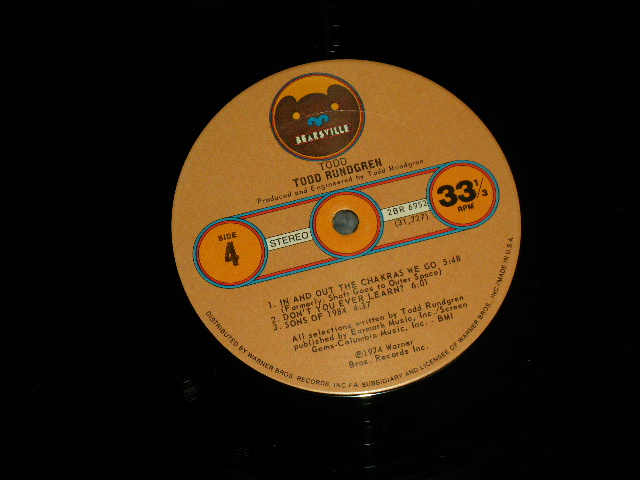 BEARSVILLE
TODD
TODD RUNDGREN
Produced and Engineered by Todd Rundgren
SIDE
4
STEREO
2BR 6952
(31,727)
33 1/3
RPM
1. IN AND OUT THE CHAKRAS WE GO 5:48
(Formerly: Shaft Goes to Outer Space)
2. DON'T YOU EVER LEARN? 6:01
3. SONS OF 1984 4:37
All selections written by Todd Rundgren
published by Earmark Music, Inc./Screen
Gems-Columbia Music, Inc. - BMI
℗1974 Warner
Bros. Records Inc.
DISTRIBUTED BY WARNER BROS. RECORDS, INC./A SUBSIDIARY AND LICENSEE OF WARNER BROS. INC./MADE IN U.S.A.